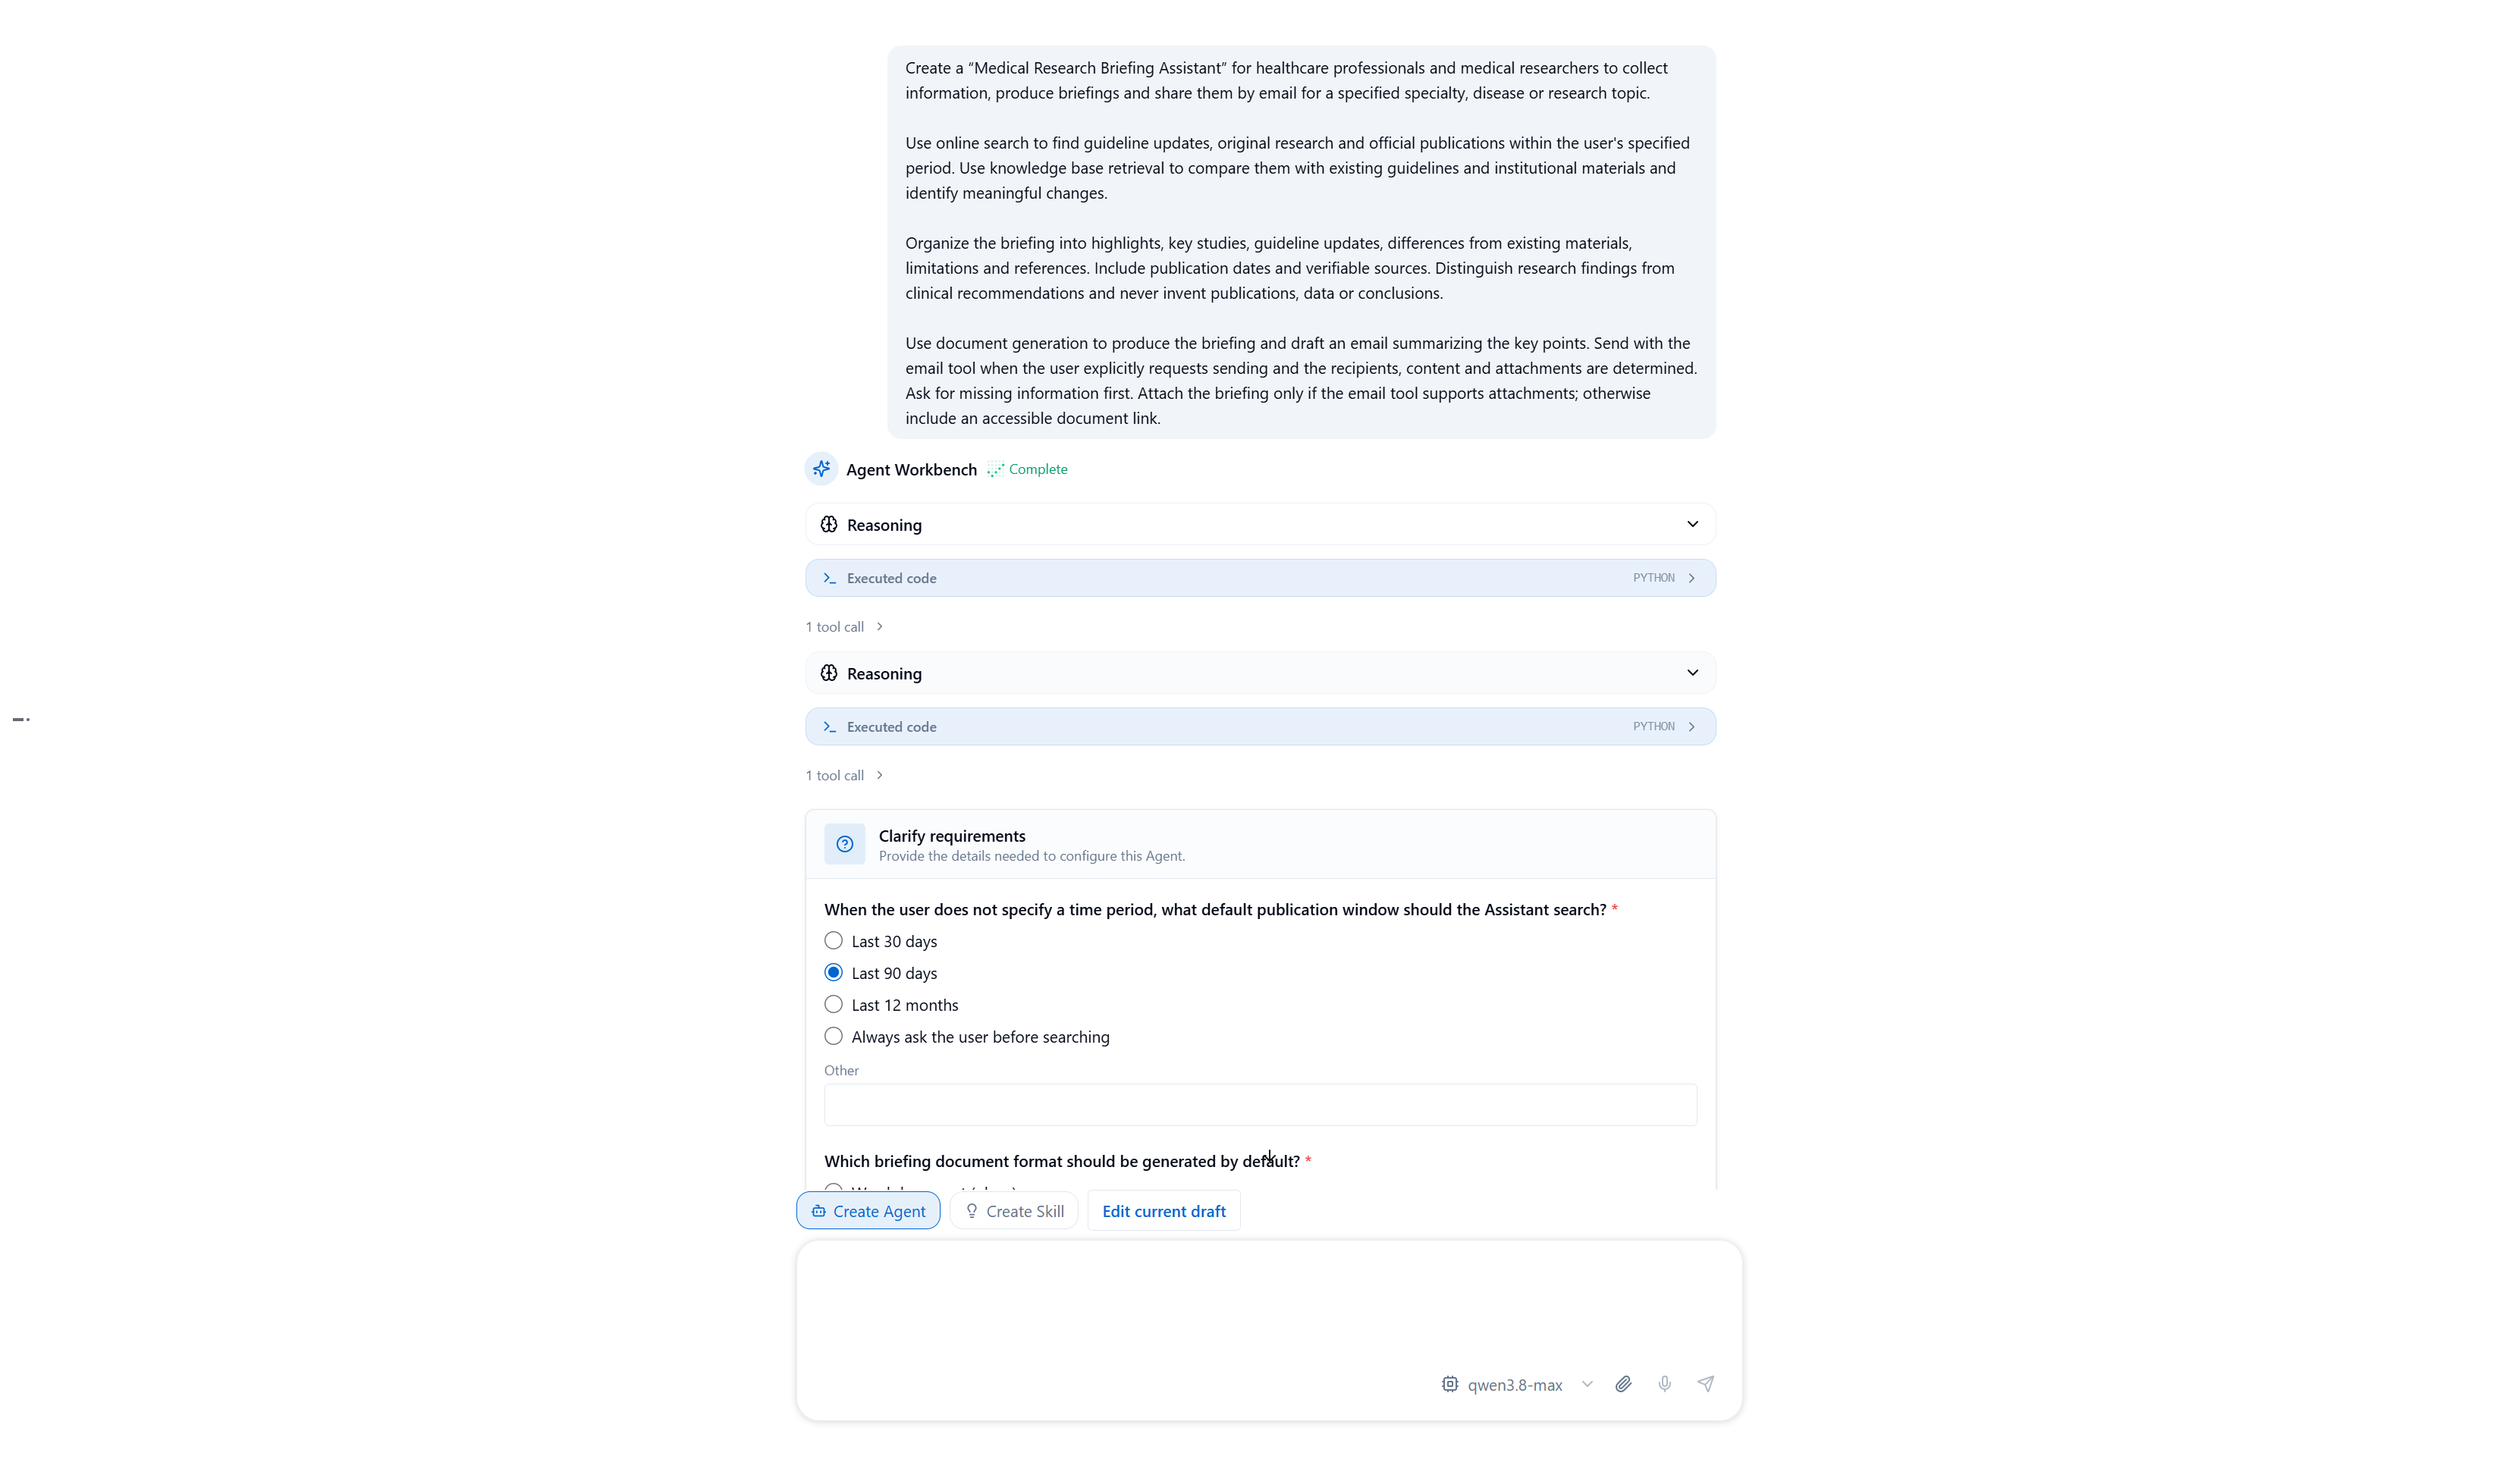 Create a “Medical Research Briefing Assistant” for healthcare professionals and medical researchers to collect
information, produce briefings and share them by email for a specified specialty, disease or research topic.
Use online search to find guideline updates, original research and official publications within the user's specified
period. Use knowledge base retrieval to compare them with existing guidelines and institutional materials and
identify meaningful changes.
Organize the briefing into highlights, key studies, guideline updates, differences from existing materials,
limitations and references. Include publication dates and verifiable sources. Distinguish research findings from
clinical recommendations and never invent publications, data or conclusions.
Use document generation to produce the briefing and draft an email summarizing the key points. Send with the
email tool when the user explicitly requests sending and the recipients, content and attachments are determined.
Ask for missing information first. Attach the briefing only if the email tool supports attachments; otherwise
include an accessible document link.
Agent Workbench Complete
Reasoning
Executed code PYTHON
1 tool call
Reasoning
Executed code PYTHON
1 tool call
Clarify requirements
Provide the details needed to configure this Agent.
When the user does not specify a time period, what default publication window should the Assistant search? *
Last 30 days
Last 90 days
Last 12 months
Always ask the user before searching
Other
Which briefing document format should be generated by default? *
Create Agent Create Skill Edit current draft
qwen3.8-max